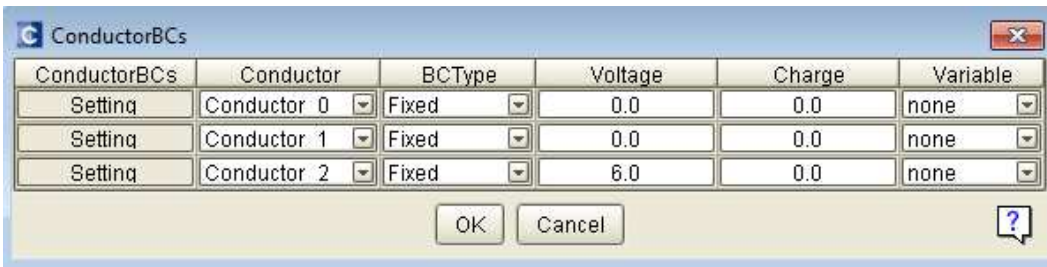 C ConductorBCs
ConductorBCs Conductor BCType Voltage Charge Variable
Setting Conductor 0 Fixed 0.0 0.0 none
Setting Conductor 1 Fixed 0.0 0.0 none
Setting Conductor 2 Fixed 6.0 0.0 none
OK Cancel ?